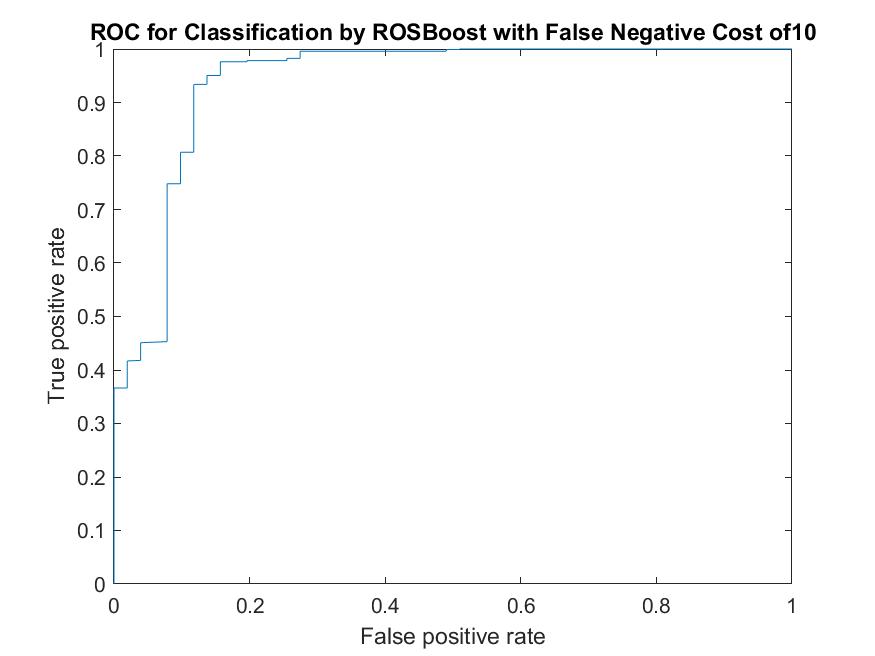 ROC for Classification by ROSBoost with False Negative Cost of10
1
0.9
0.8
0.7
0.6
0.5
0.4
0.3
0.2
0.1
0
True positive rate
0 0.2 0.4 0.6 0.8 1
False positive rate